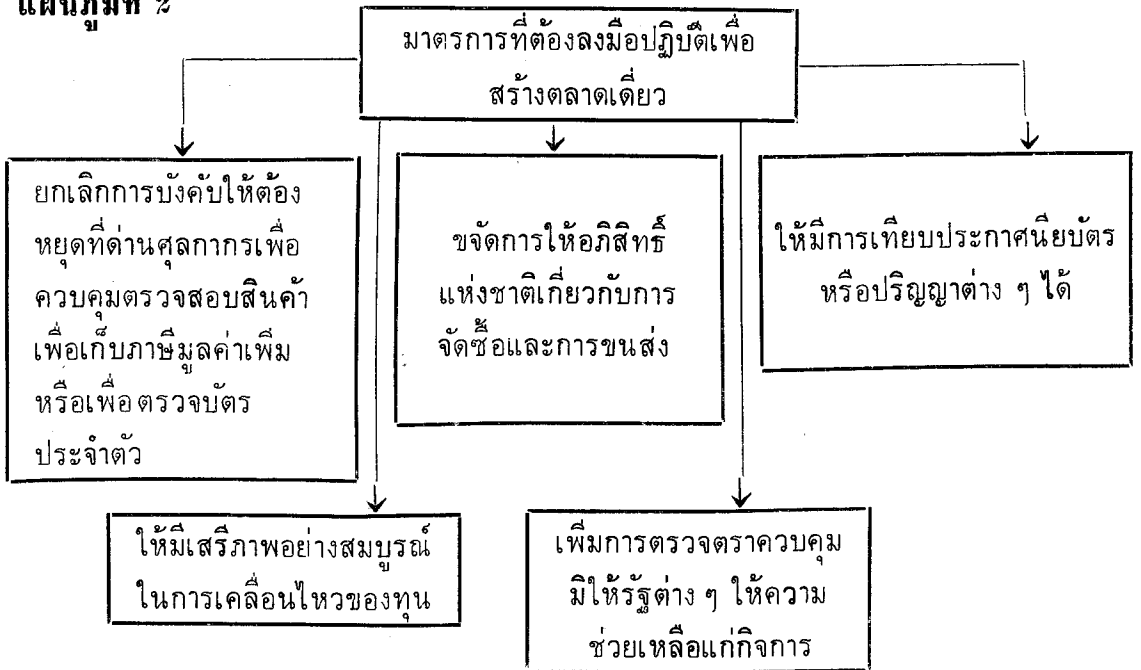 แผนภูมิที่ ๒
มาตรการที่ต้องลงมือปฏิบัติเพื่อ
สร้างตลาดเดี่ยว
ยกเลิกการบังคับให้ต้อง
หยุดที่ด่านศุลกากรเพื่อ
ควบคุมตรวจสอบสินค้า
เพื่อเก็บภาษีมูลค่าเพิ่ม
หรือเพื่อตรวจบัตร
ประจำตัว
ขจัดการให้อภิสิทธิ์
แห่งชาติเกี่ยวกับการ
จัดซื้อและการขนส่ง
ให้มีการเทียบประกาศนียบัตร
หรือปริญญาต่าง ๆ ได้
ให้มีเสรีภาพอย่างสมบูรณ์
ในการเคลื่อนไหวของทุน
เพิ่มการตรวจตราควบคุม
มิให้รัฐต่าง ๆ ให้ความ
ช่วยเหลือแก่กิจการ